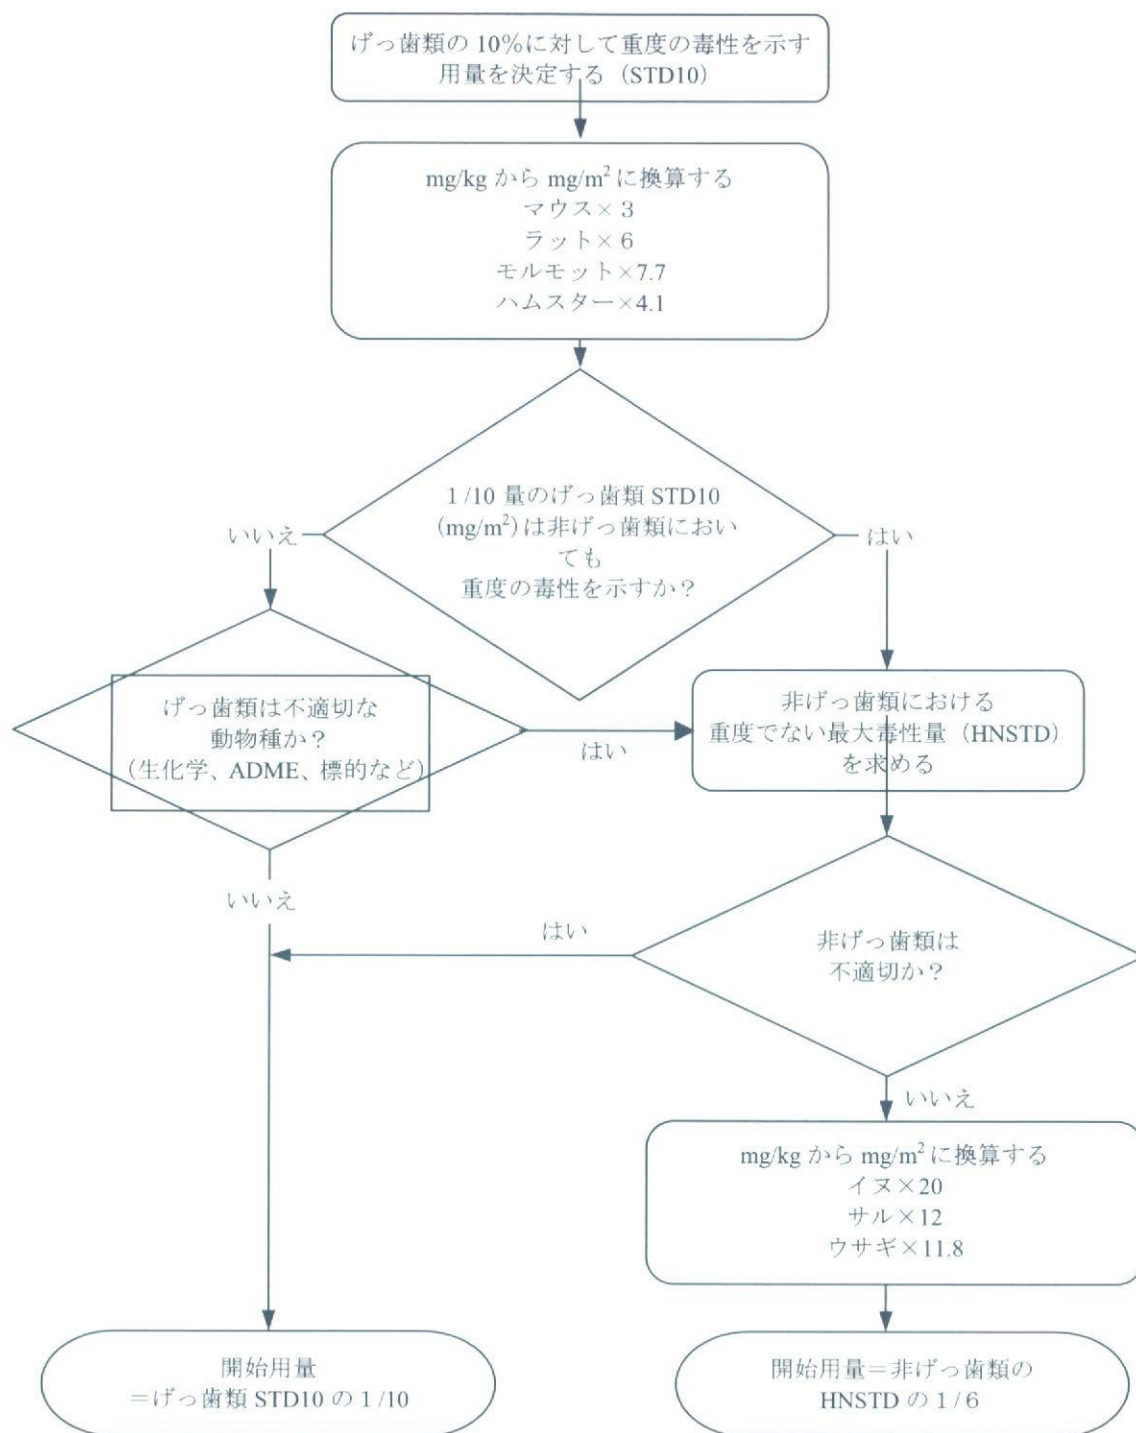 げっ歯類の 10％に対して重度の毒性を示す
用量を決定する（STD10）
mg/kg から mg/m²に換算する
マウス×３
ラット×６
モルモット×7.7
ハムスター×4.1
１/10 量のげっ歯類 STD10
(mg/m²)は非げっ歯類におい
ても
重度の毒性を示すか？
いいえ
はい
げっ歯類は不適切な
動物種か？
（生化学、ADME、標的など）
はい
非げっ歯類における
重度でない最大毒性量（HNSTD）
を求める
いいえ
はい
非げっ歯類は
不適切か？
いいえ
mg/kg から mg/m²に換算する
イヌ×20
サル×12
ウサギ×11.8
開始用量
＝げっ歯類 STD10 の１/10
開始用量＝非げっ歯類の
HNSTD の１/６